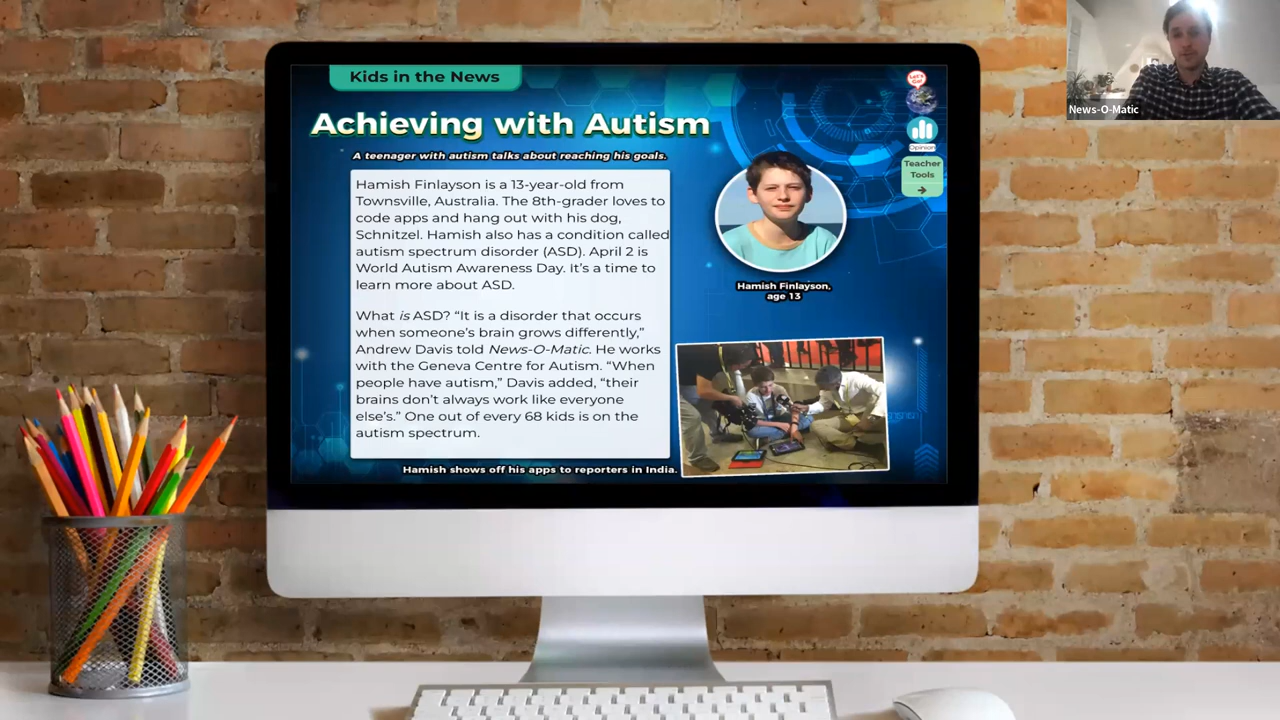 Kids in the News
Let's
Go!
News-O-Matic
Achieving with Autism
Opinion
A teenager with autism talks about reaching his goals.
Teacher
Tools
Hamish Finlayson is a 13-year-old from
Townsville, Australia. The 8th-grader loves to
code apps and hang out with his dog,
Schnitzel. Hamish also has a condition called
autism spectrum disorder (ASD). April 2 is
World Autism Awareness Day. It's a time to
learn more about ASD.
What is ASD? “It is a disorder that occurs
when someone's brain grows differently,”
Andrew Davis told News-O-Matic. He works
with the Geneva Centre for Autism. “When
people have autism,” Davis added, “their
brains don't always work like everyone
else's.” One out of every 68 kids is on the
autism spectrum.
Hamish Finlayson,
age 13
Hamish shows off his apps to reporters in India.